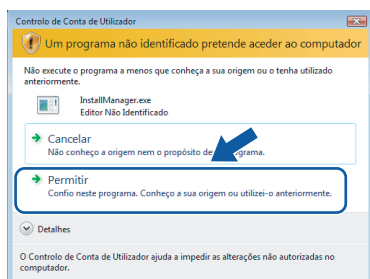 Controlo de Conta de Utilizador
Um programa não identificado pretende aceder ao computador
Não execute o programa a menos que conheça a sua origem ou o tenha utilizado
anteriormente.
InstallManager.exe
Editor Não Identificado
Cancelar
Não conheço a origem nem o propósito de programa.
Permitir
Confio neste programa. Conheço a sua origem ou utilizei-o anteriormente.
Detalhes
O Controlo de Conta de Utilizador ajuda a impedir as alterações não autorizadas no
computador.